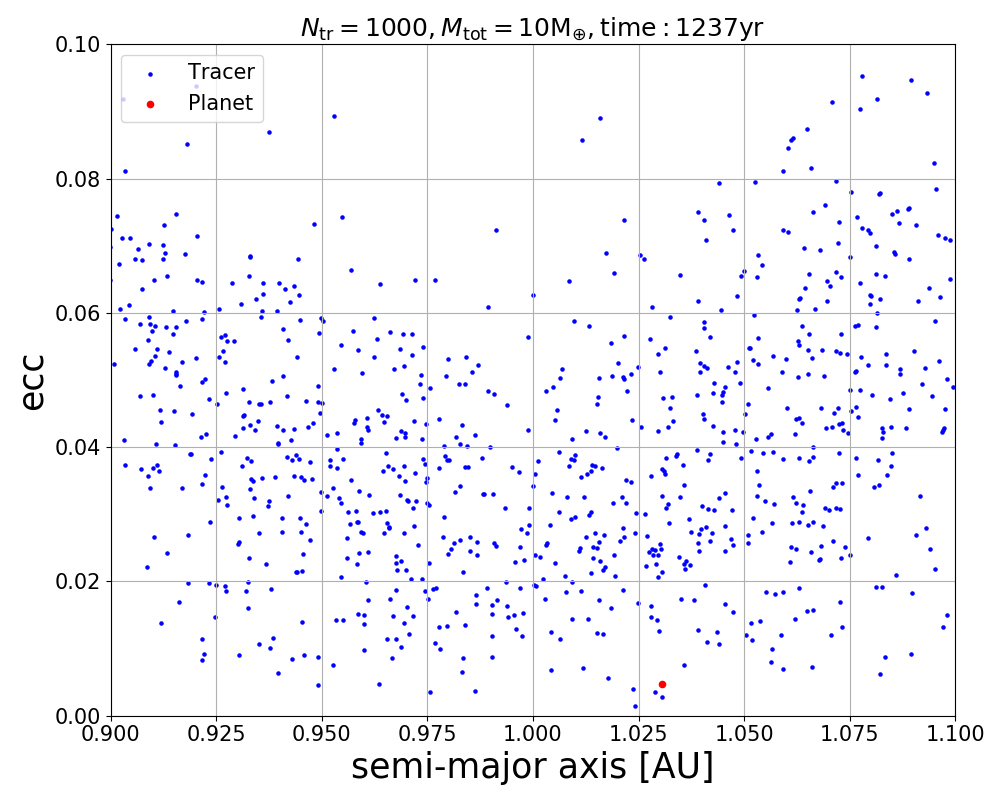 N_tr = 1000, M_tot = 10M_⊕, time : 1237yr
Tracer
Planet
0.10
0.08
0.06
0.04
0.02
0.00
ecc
0.900 0.925 0.950 0.975 1.000 1.025 1.050 1.075 1.100
semi-major axis [AU]